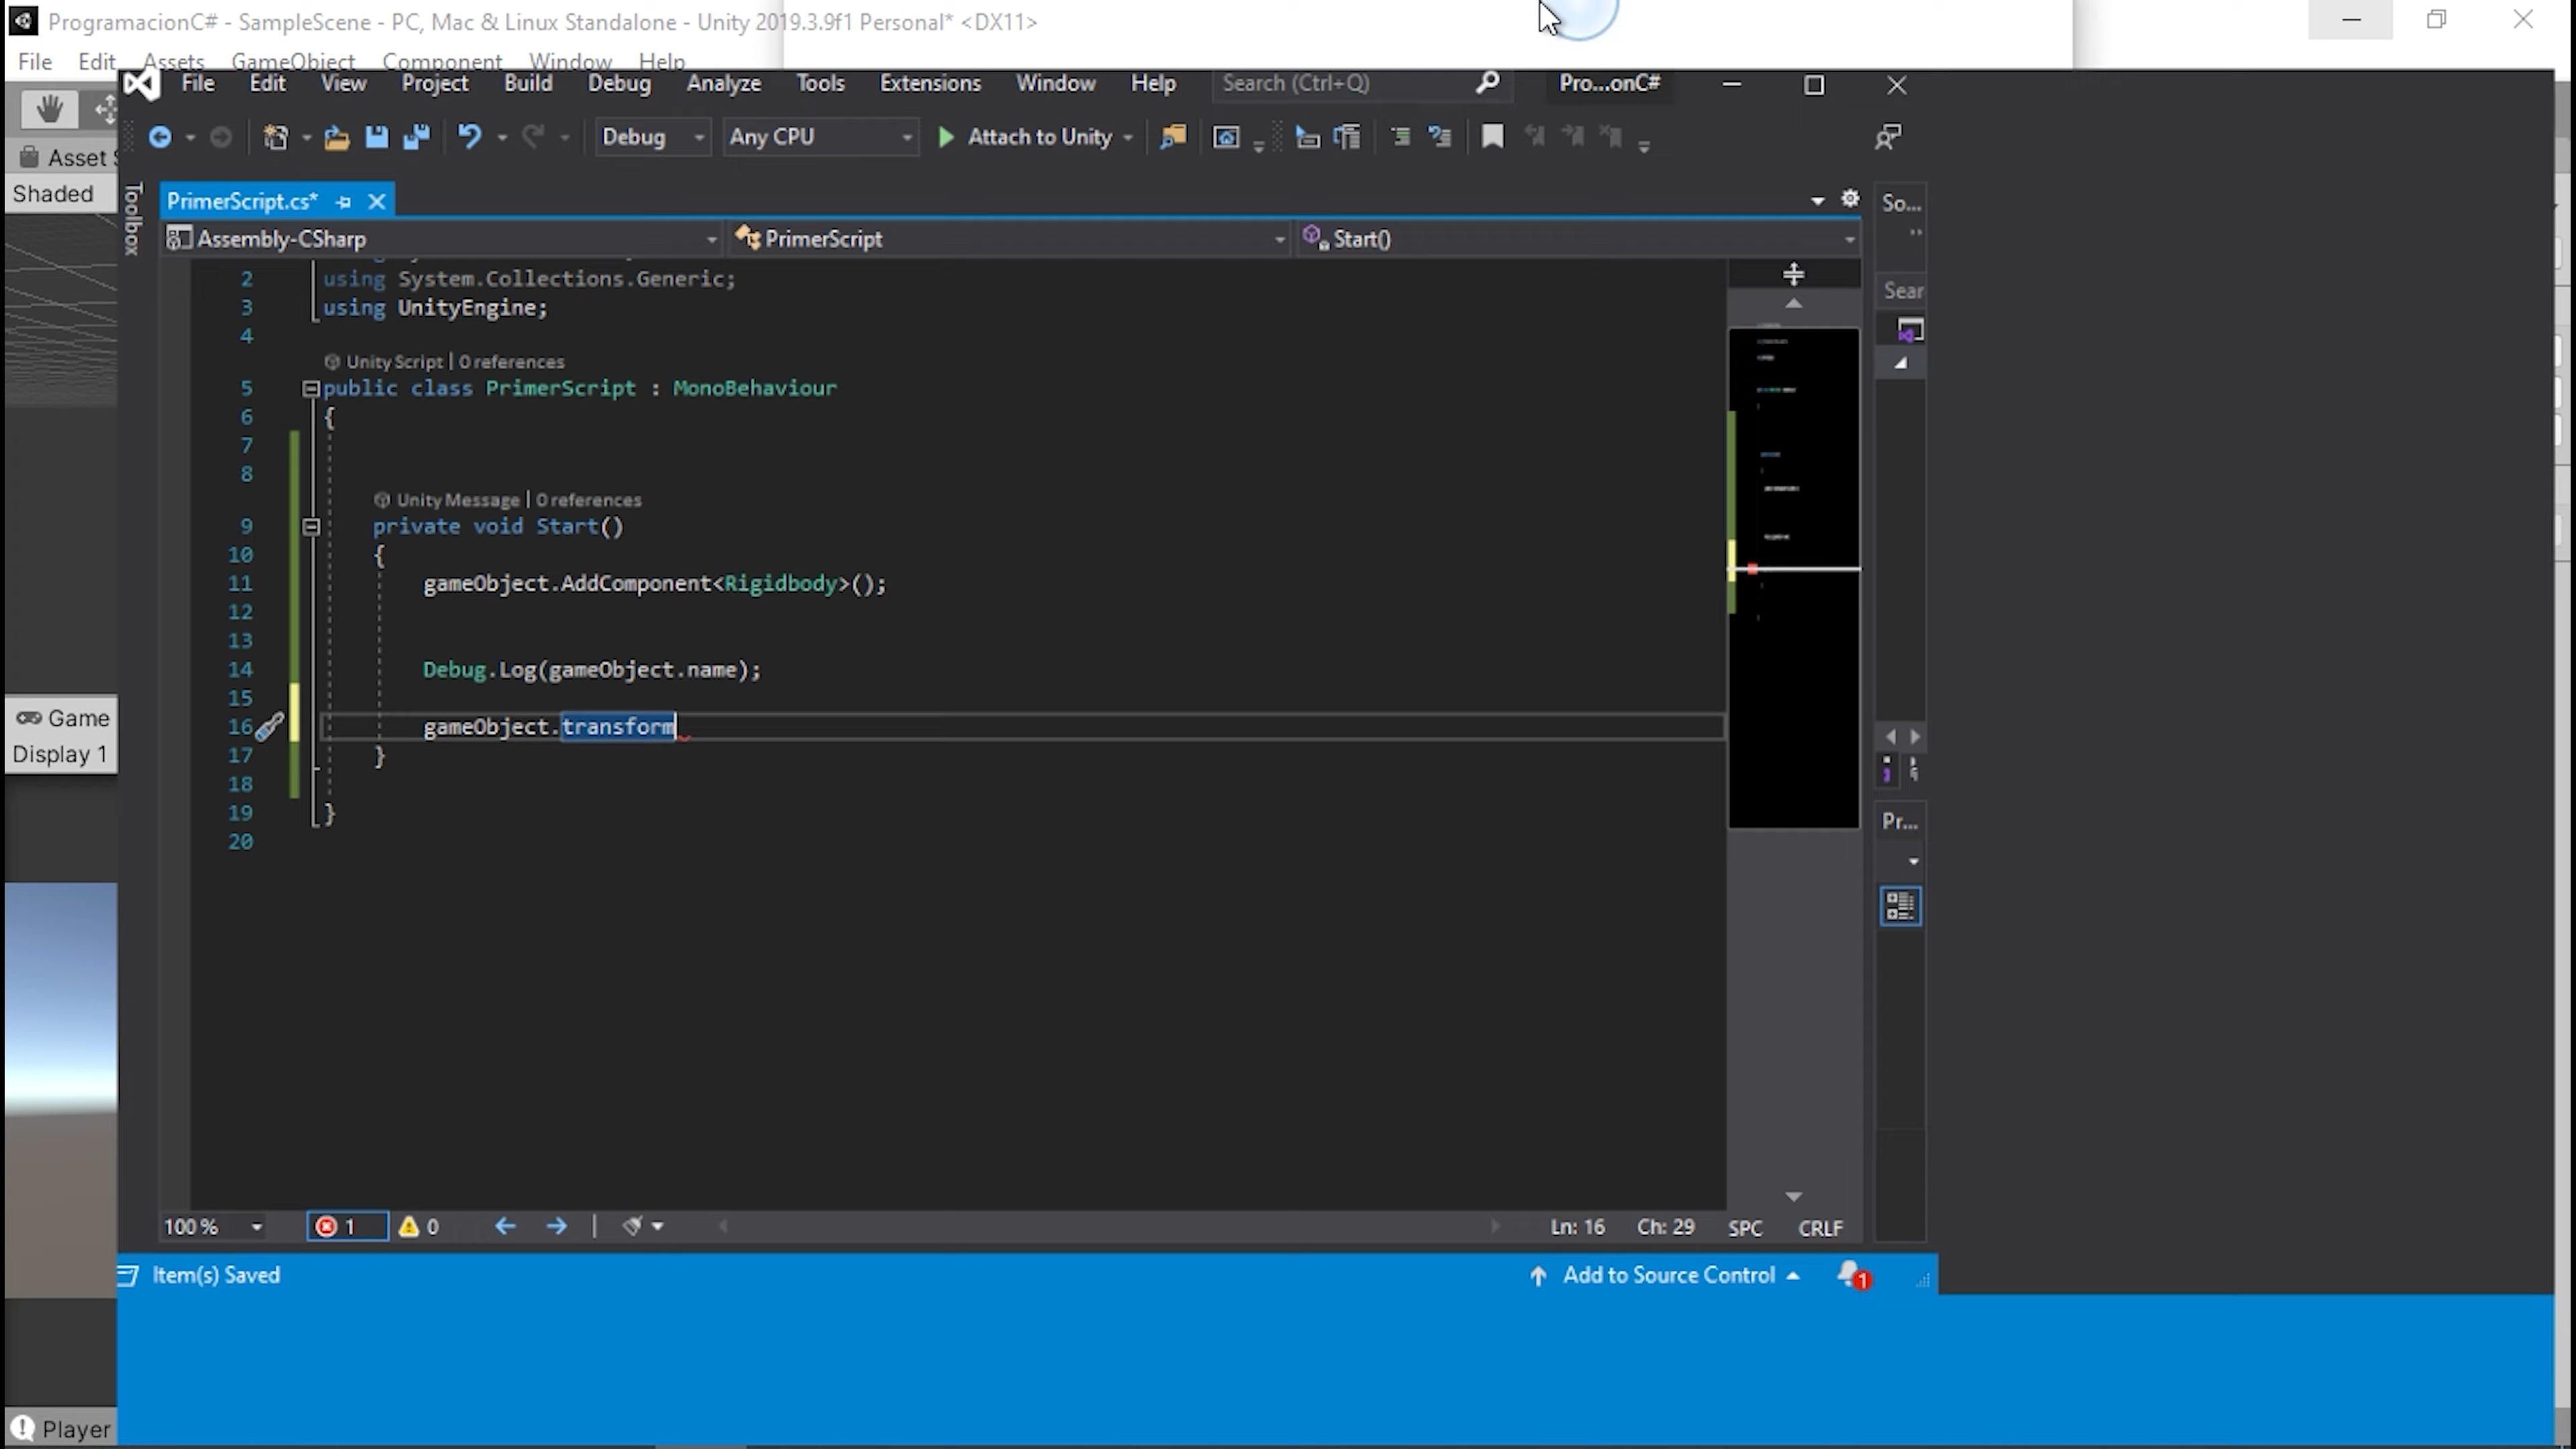 ProgramacionC# - SampleScene - PC, Mac & Linux Standalone - Unity 2019.3.9f1 Personal* <DX11>
File Edit Assets GameObject Component Window Help
File Edit View Project Build Debug Analyze Tools Extensions Window Help Search (Ctrl+Q) Pro...onC#
Debug Any CPU Attach to Unity
Asset
Shaded
Toolbox
PrimerScript.cs*
So...
Assembly-CSharp PrimerScript Start()
2 using System.Collections.Generic;
Sear
3 using UnityEngine;
4
Unity Script | 0 references
5 public class PrimerScript : MonoBehaviour
6 {
7
8
Unity Message | 0 references
9 private void Start()
10 {
11 gameObject.AddComponent<Rigidbody>();
12
13
14 Debug.Log(gameObject.name);
15
16 gameObject.transform
17 }
18
19 }
20
Game
Display 1
Pr...
100 % 1 0 Ln: 16 Ch: 29 SPC CRLF
Item(s) Saved Add to Source Control 1
Player